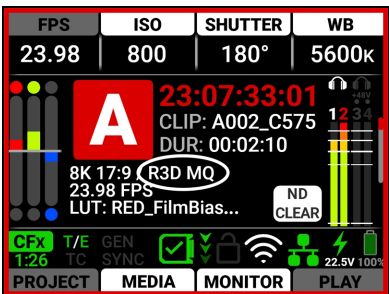 FPS ISO SHUTTER WB
23.98 800 180° 5600K
A
23:07:33:01
CLIP: A002_C575
DUR: 00:02:10
+48V
1 2 3 4
8K 17:9 / R3D MQ
23.98 FPS
LUT: RED_FilmBias...
ND
CLEAR
CFx T/E GEN
1:26 TC SYNC
22.5V 100%
PROJECT MEDIA MONITOR PLAY